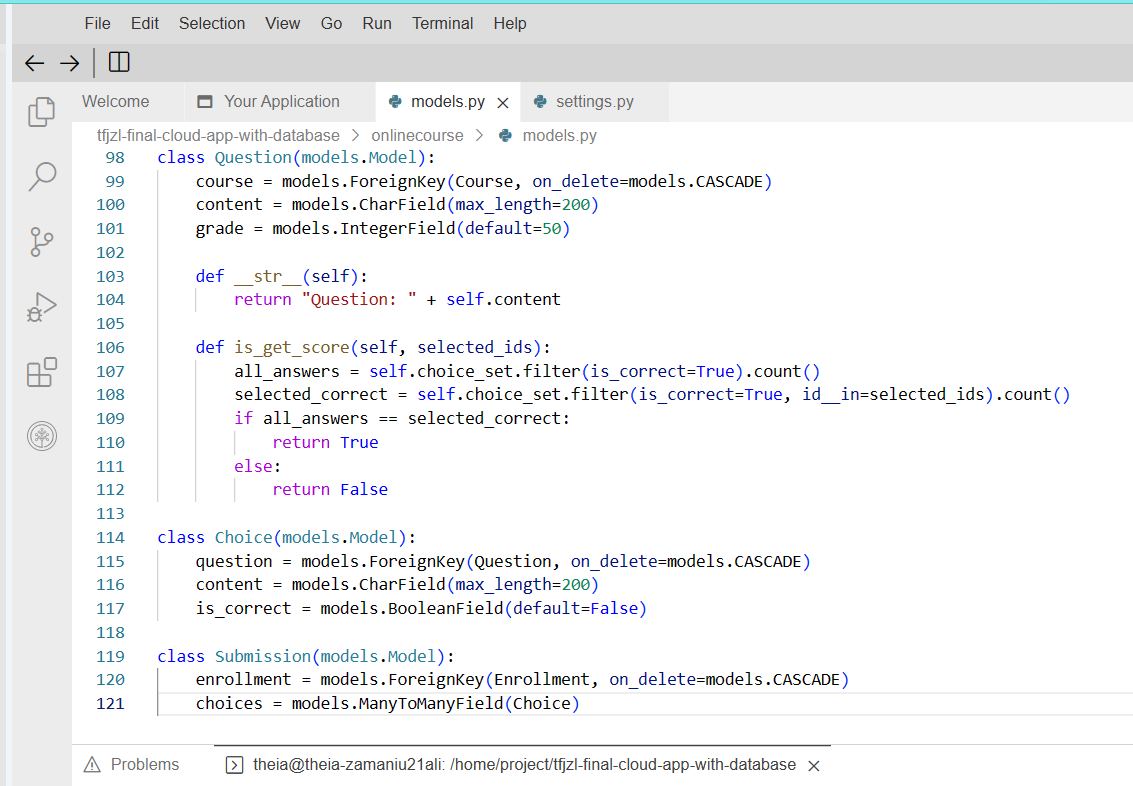 File Edit Selection View Go Run Terminal Help
Welcome Your Application models.py settings.py
tfjzl-final-cloud-app-with-database > onlinecourse > models.py
98 class Question(models.Model):
99     course = models.ForeignKey(Course, on_delete=models.CASCADE)
100     content = models.CharField(max_length=200)
101     grade = models.IntegerField(default=50)
102
103     def __str__(self):
104         return "Question: " + self.content
105
106     def is_get_score(self, selected_ids):
107         all_answers = self.choice_set.filter(is_correct=True).count()
108         selected_correct = self.choice_set.filter(is_correct=True, id__in=selected_ids).count()
109         if all_answers == selected_correct:
110             return True
111         else:
112             return False
113
114 class Choice(models.Model):
115     question = models.ForeignKey(Question, on_delete=models.CASCADE)
116     content = models.CharField(max_length=200)
117     is_correct = models.BooleanField(default=False)
118
119 class Submission(models.Model):
120     enrollment = models.ForeignKey(Enrollment, on_delete=models.CASCADE)
121     choices = models.ManyToManyField(Choice)
Problems theia@theia-zamaniu21ali: /home/project/tfjzl-final-cloud-app-with-database